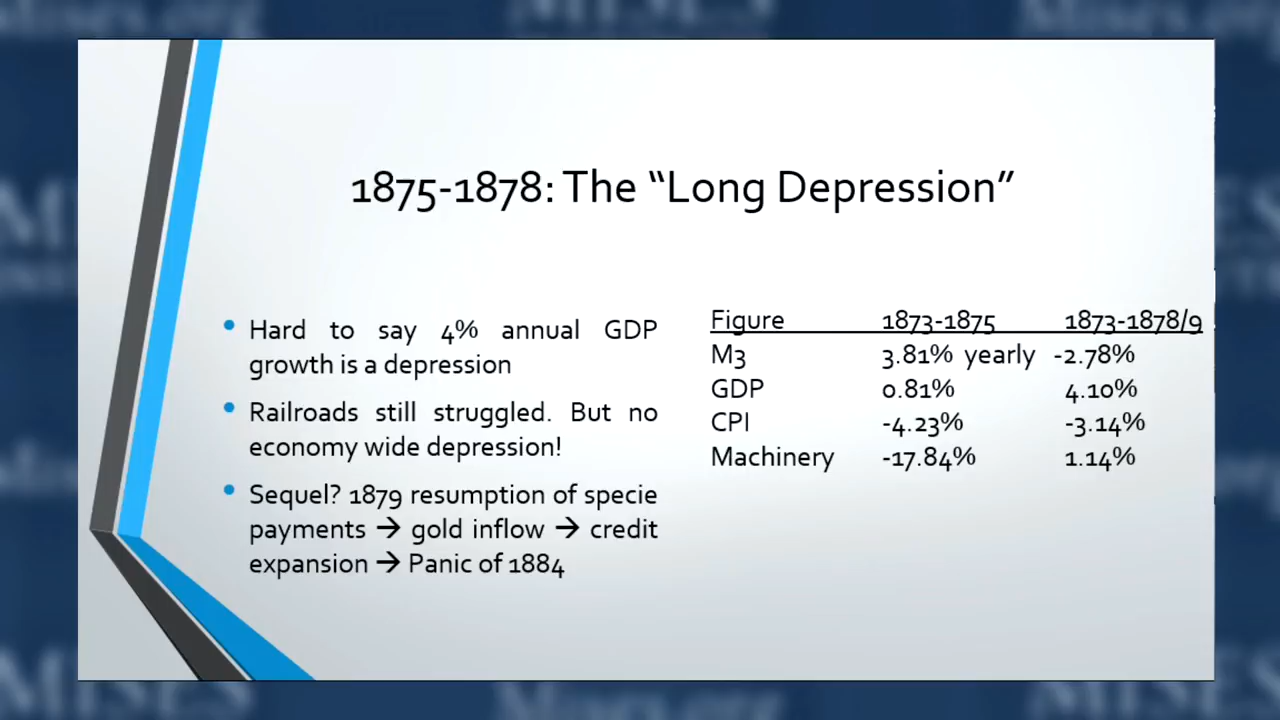 Mises.org
1875-1878: The “Long Depression”
• Hard to say 4% annual GDP
growth is a depression
• Railroads still struggled. But no
economy wide depression!
• Sequel? 1879 resumption of specie
payments → gold inflow → credit
expansion → Panic of 1884
Figure 1873-1875 1873-1878/9
M3 3.81% yearly -2.78%
GDP 0.81% 4.10%
CPI -4.23% -3.14%
Machinery -17.84% 1.14%